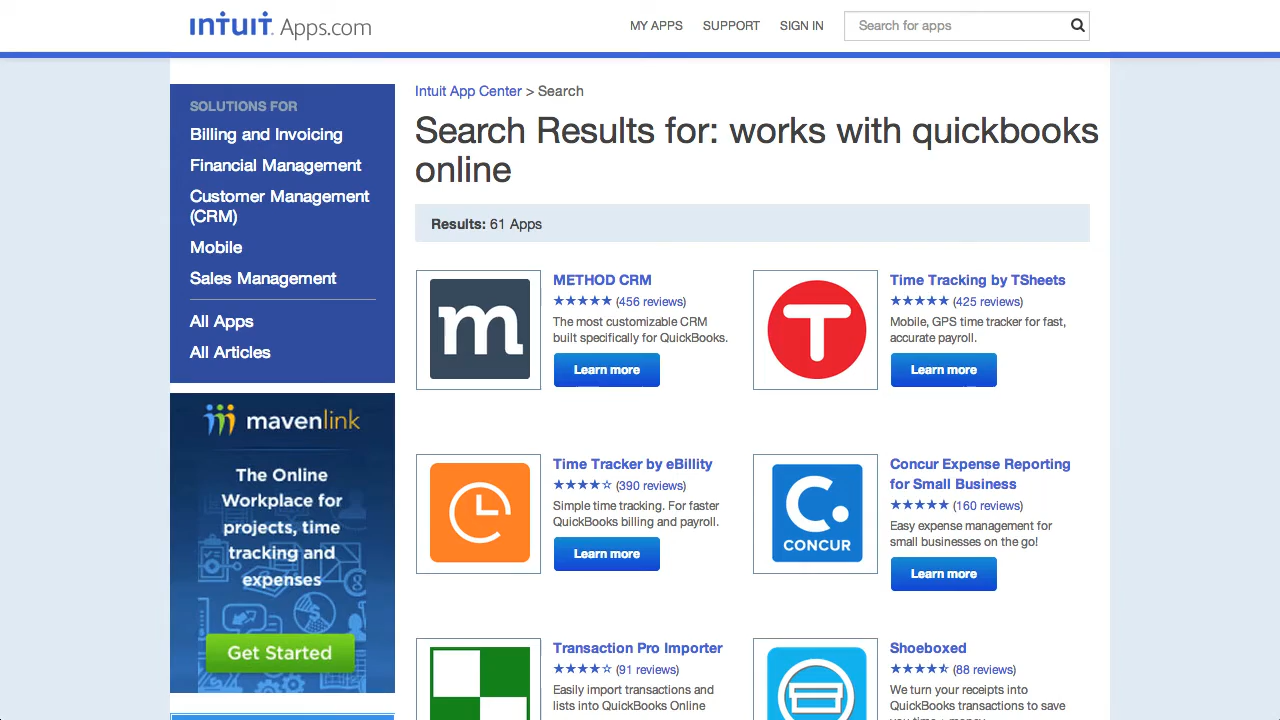 intuit. Apps.com
MY APPS
SUPPORT
SIGN IN
Search for apps
SOLUTIONS FOR
Billing and Invoicing
Financial Management
Customer Management
(CRM)
Mobile
Sales Management
All Apps
All Articles
mavenlink
The Online
Workplace for
projects, time
tracking and
expenses
Get Started
Intuit App Center > Search
Search Results for: works with quickbooks
online
Results: 61 Apps
m
METHOD CRM
★★★★★ (456 reviews)
The most customizable CRM
built specifically for QuickBooks.
Learn more
T
Time Tracking by TSheets
★★★★★ (425 reviews)
Mobile, GPS time tracker for fast,
accurate payroll.
Learn more
Time Tracker by eBillity
★★★★☆ (390 reviews)
Simple time tracking. For faster
QuickBooks billing and payroll.
Learn more
C.
CONCUR
Concur Expense Reporting
for Small Business
★★★★★ (160 reviews)
Easy expense management for
small businesses on the go!
Learn more
Transaction Pro Importer
★★★★☆ (91 reviews)
Easily import transactions and
lists into QuickBooks Online
Shoeboxed
(88 reviews)
We turn your receipts into
QuickBooks transactions to save
you time + money